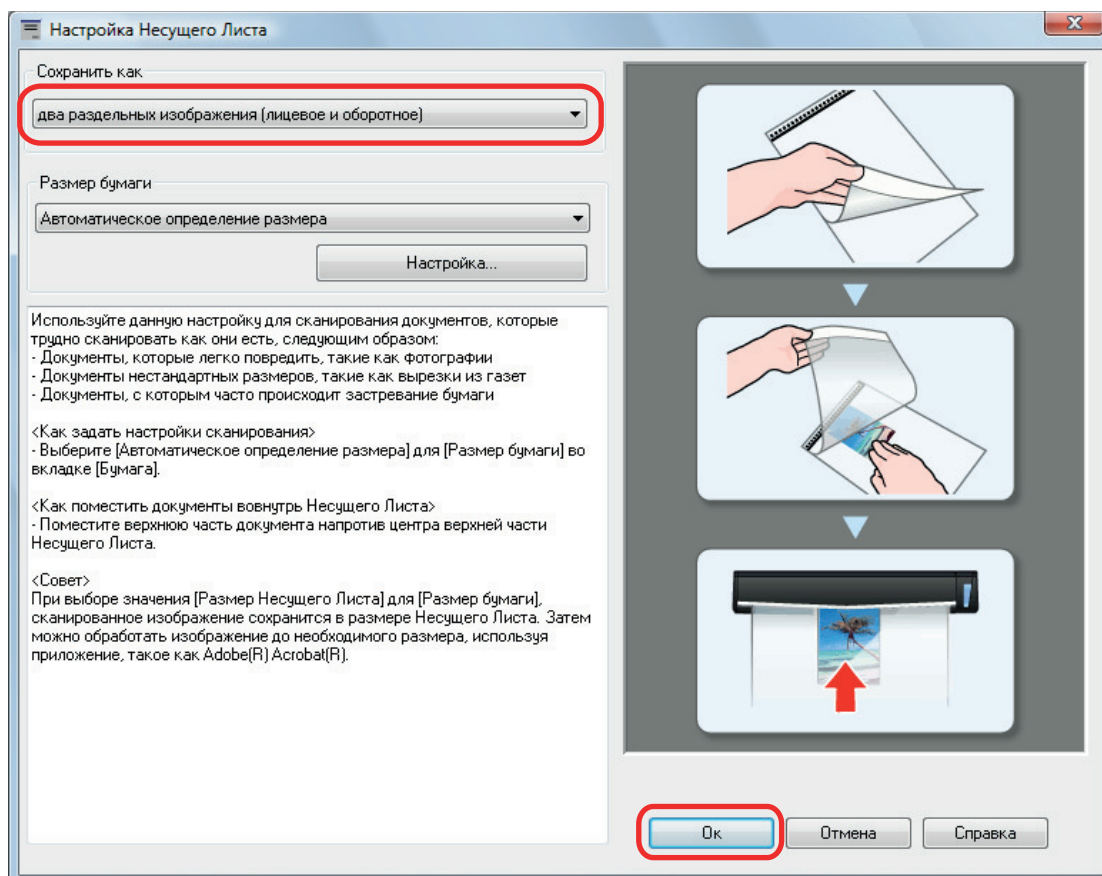 Настройка Несущего Листа
Сохранить как
два раздельных изображения (лицевое и оборотное)
Размер бумаги
Автоматическое определение размера
Настройка...
Используйте данную настройку для сканирования документов, которые
трудно сканировать как они есть, следующим образом:
- Документы, которые легко повредить, такие как фотографии
- Документы нестандартных размеров, такие как вырезки из газет
- Документы, с которым часто происходит застревание бумаги
<Как задать настройки сканирования>
- Выберите [Автоматическое определение размера] для [Размер бумаги] во
вкладке [Бумага].
<Как поместить документы вовнутрь Несущего Листа>
- Поместите верхнюю часть документа напротив центра верхней части
Несущего Листа.
<Совет>
При выборе значения [Размер Несущего Листа] для [Размер бумаги],
сканированное изображение сохранится в размере Несущего Листа. Затем
можно обработать изображение до необходимого размера, используя
приложение, такое как Adobe(R) Acrobat(R).
Ок
Отмена
Справка